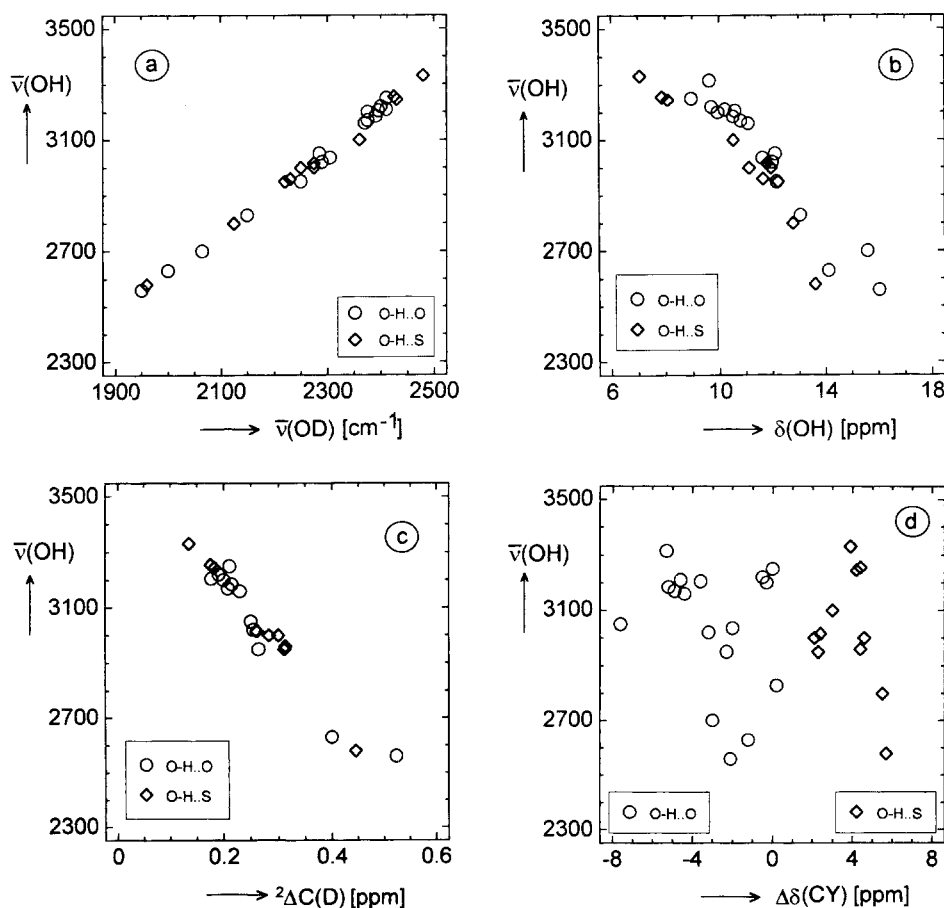 3500
3100
2700
2300
ν̅(OH)
a
O-H..O
O-H..S
1900 2100 2300 2500
ν̅(OD) [cm⁻¹]
3500
3100
2700
2300
ν̅(OH)
b
O-H..O
O-H..S
6 10 14 18
δ(OH) [ppm]
3500
3100
2700
2300
ν̅(OH)
c
O-H..O
O-H..S
0 0.2 0.4 0.6
²ΔC(D) [ppm]
3500
3100
2700
2300
ν̅(OH)
d
O-H..O
O-H..S
-8 -4 0 4 8
Δδ(CY) [ppm]